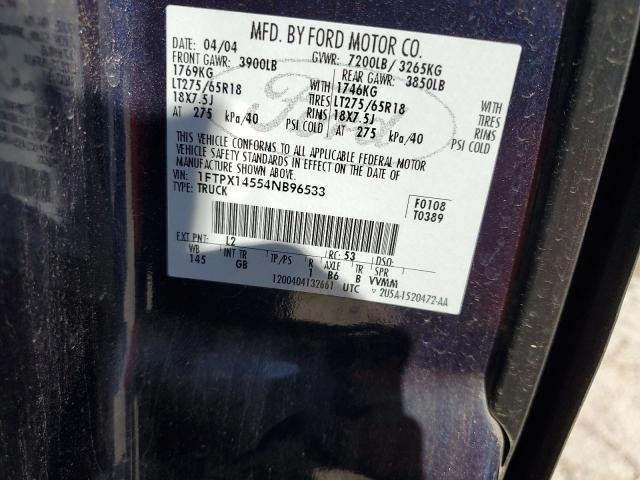 MFD. BY FORD MOTOR CO.
DATE: 04/04 GVWR: 7200LB/ 3265KG
FRONT GAWR: 3900LB REAR GAWR: 3850LB
1769KG WITH 1746KG WITH
LT275/65R18 TIRES LT275/65R18 TIRES
18X7.5J RIMS 18X7.5J RIMS
AT 275 kPa/40 PSI COLD AT 275 kPa/40 PSI COLD
THIS VEHICLE CONFORMS TO ALL APPLICABLE FEDERAL MOTOR
VEHICLE SAFETY STANDARDS IN EFFECT ON THE DATE OF
MANUFACTURE SHOWN ABOVE.
VIN: 1FTPX14554NB96533
TYPE: TRUCK
F0108
T0389
EXT PNT: L2 RC: 53 DSO:
WB INT TR TP/PS R AXLE TR SPR
145 GB 1 B6 B VVMM
1200404132661 UTC
2U5A-1520472-AA
Ford